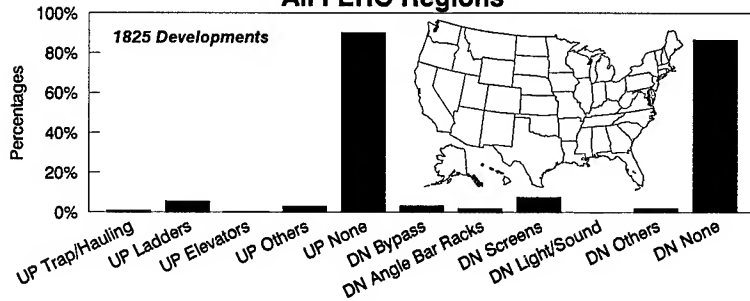 All FERC Regions
100%
1825 Developments
80%
60%
40%
20%
0%
Percentages
UP Trap/Hauling
UP Ladders
UP Elevators
UP Others
UP None
DN Bypass
DN Angle Bar Racks
DN Screens
DN Light/Sound
DN Others
DN None